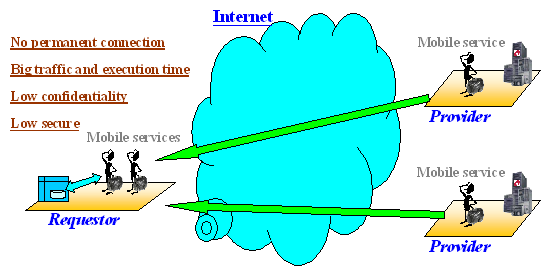 Internet
No permanent connection
Big traffic and execution time
Low confidentiality
Low secure
Mobile services
Requestor
Mobile service
Provider
Mobile service
Provider